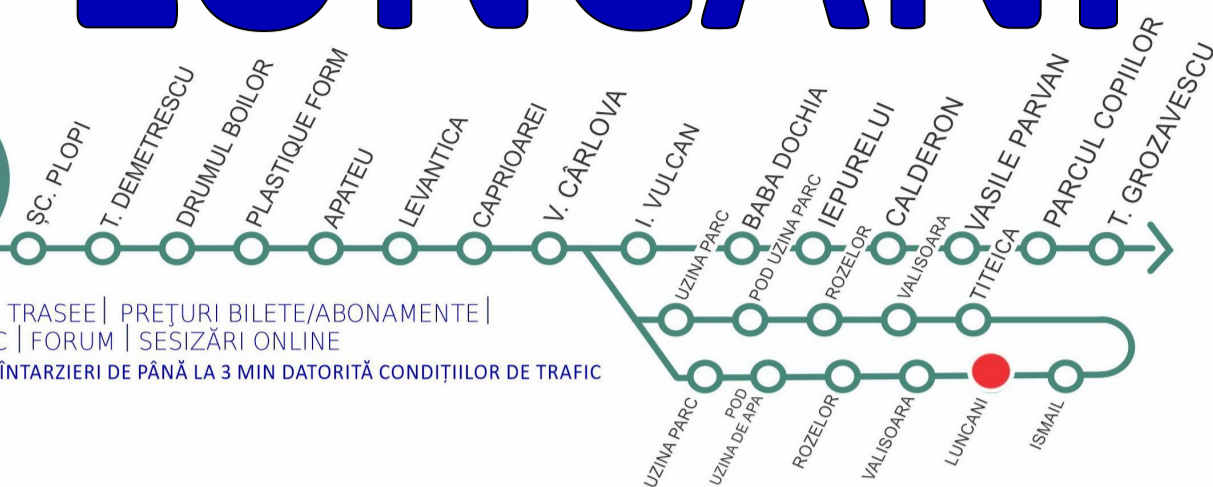 LUNCANI
ŞC. PLOPI
T. DEMETRESCU
DRUMUL BOILOR
PLASTIQUE FORM
APATEU
LEVANTICA
CAPRIOAREI
V. CÂRLOVA
I. VULCAN
BABA DOCHIA
IEPURELUI
CALDERON
VASILE PARVAN
PARCUL COPIILOR
T. GROZAVESCU
UZINA PARC
POD UZINA PARC
ROZELOR
VALISOARA
TITEICA
TRASEE| PREŢURI BILETE/ABONAMENTE|
C | FORUM | SESIZĂRI ONLINE
ÎNTARZIERI DE PÂNĂ LA 3 MIN DATORITĂ CONDIȚIILOR DE TRAFIC
UZINA PARC
POD
UZINA DE APA
ROZELOR
VALISOARA
LUNCANI
ISMAIL